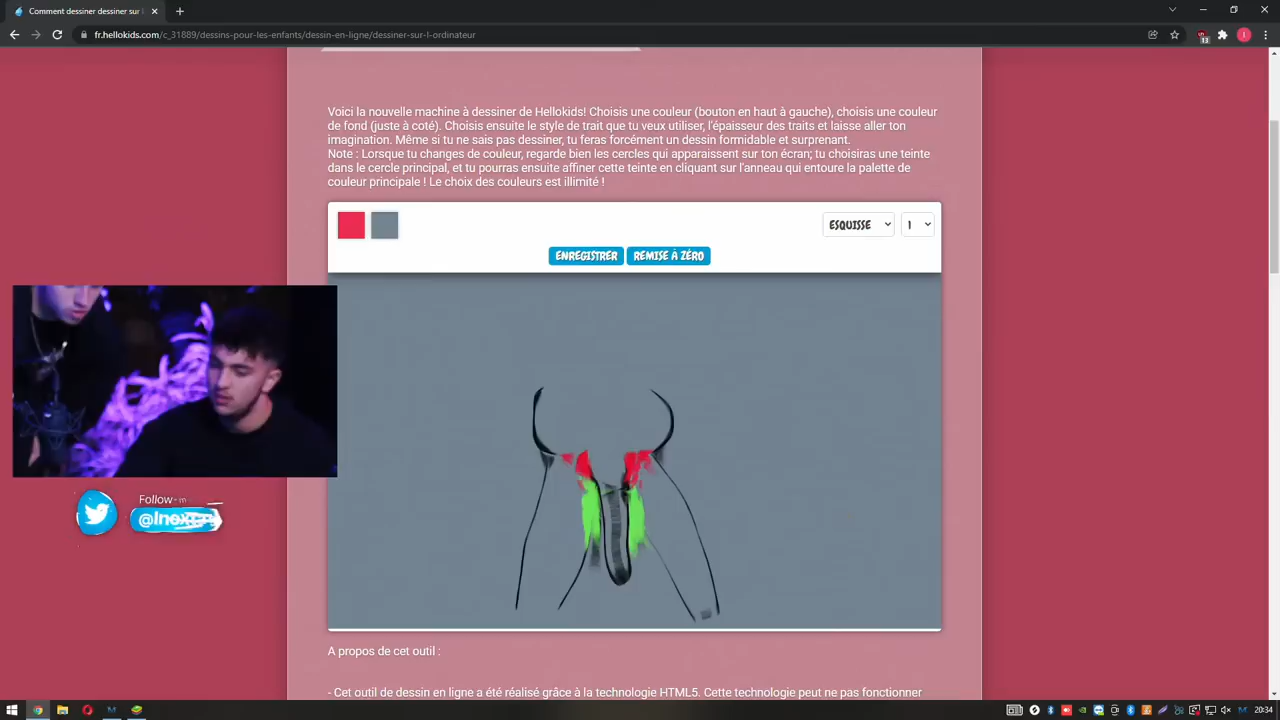 Comment dessiner dessiner sur l
fr.hellokids.com/c_31889/dessins-pour-les-enfants/dessin-en-ligne/dessiner-sur-l-ordinateur
13
Voici la nouvelle machine à dessiner de Hellokids! Choisis une couleur (bouton en haut à gauche), choisis une couleur
de fond (juste à coté). Choisis ensuite le style de trait que tu veux utiliser, l'épaisseur des traits et laisse aller ton
imagination. Même si tu ne sais pas dessiner, tu feras forcément un dessin formidable et surprenant.
Note : Lorsque tu changes de couleur, regarde bien les cercles qui apparaissent sur ton écran; tu choisiras une teinte
dans le cercle principal, et tu pourras ensuite affiner cette teinte en cliquant sur l'anneau qui entoure la palette de
couleur principale ! Le choix des couleurs est illimité !
ESQUISSE 1
ENREGISTRER REMISE À ZÉRO
Follow-
A propos de cet outil :
- Cet outil de dessin en ligne a été réalisé grâce à la technologie HTML5. Cette technologie peut ne pas fonctionner
20:34